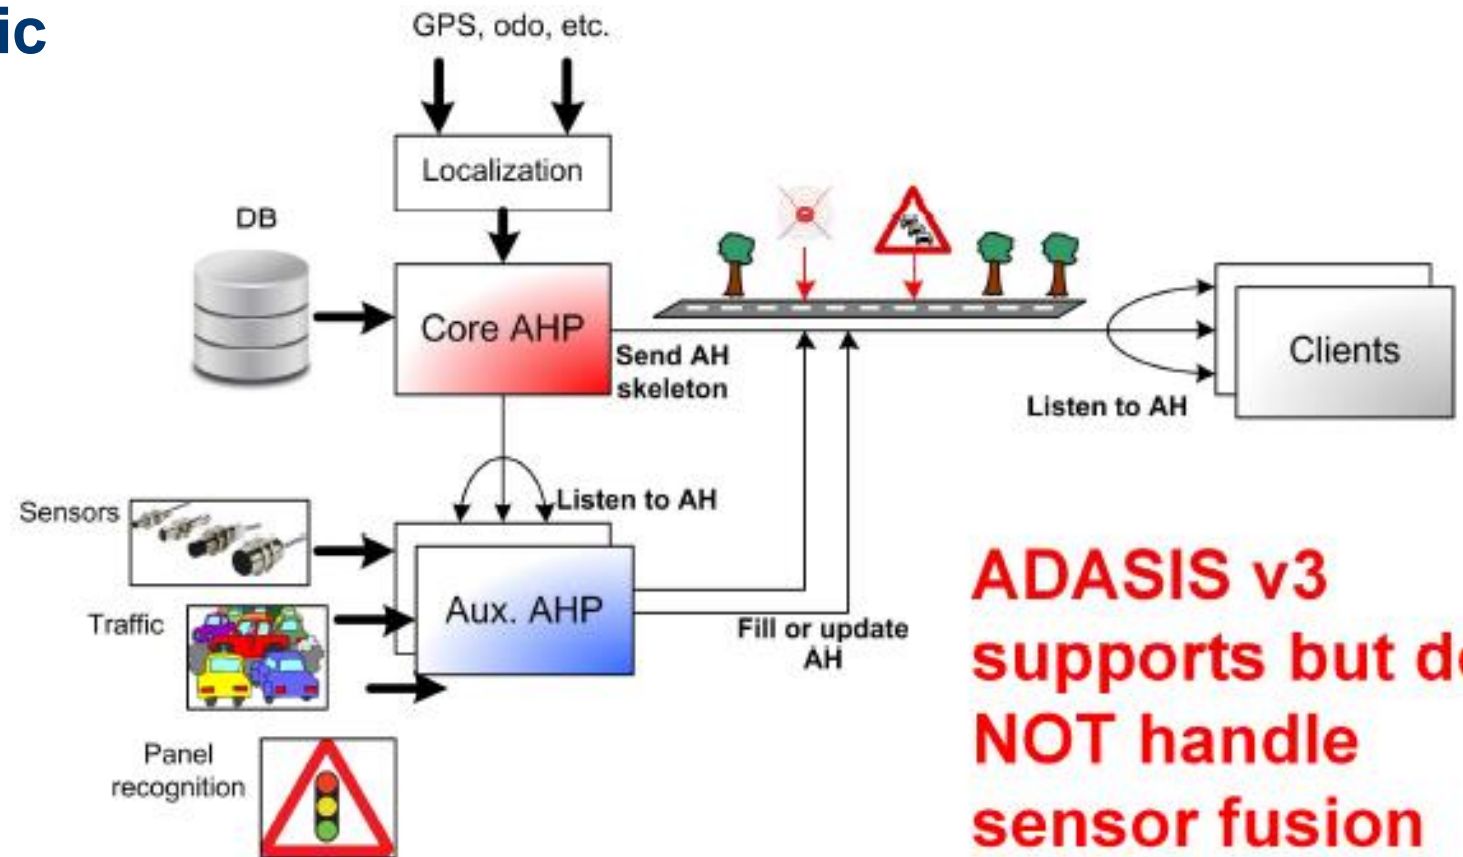 ic
GPS, odo, etc.
Localization
DB
Core AHP
Send AH
skeleton
Clients
Listen to AH
Listen to AH
Sensors
Traffic
Aux. AHP
Fill or update
AH
Panel
recognition
ADASIS v3
supports but d
NOT handle
sensor fusion